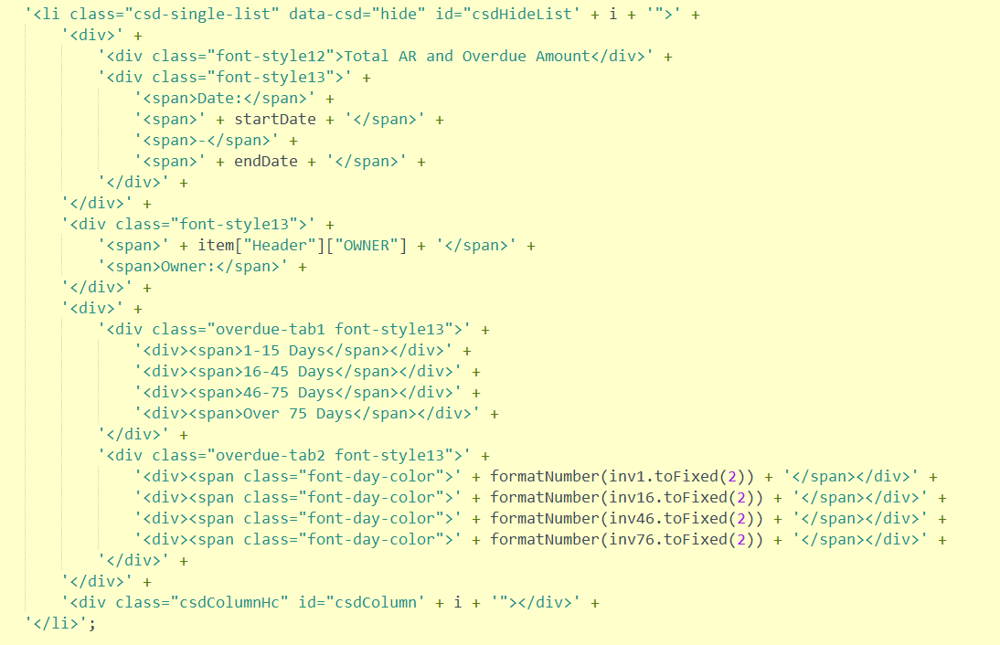 '<li class="csd-single-list" data-csd="hide" id="csdHideList' + i + '">' +
'<div>' +
'<div class="font-style12">Total AR and Overdue Amount</div>' +
'<div class="font-style13">' +
'<span>Date:</span>' +
'<span>' + startDate + '</span>' +
'<span>-</span>' +
'<span>' + endDate + '</span>' +
'</div>' +
'</div>' +
'<div class="font-style13">' +
'<span>' + item["Header"]["OWNER"] + '</span>' +
'<span>Owner:</span>' +
'</div>' +
'<div>' +
'<div class="overdue-tab1 font-style13">' +
'<div><span>1-15 Days</span></div>' +
'<div><span>16-45 Days</span></div>' +
'<div><span>46-75 Days</span></div>' +
'<div><span>Over 75 Days</span></div>' +
'</div>' +
'<div class="overdue-tab2 font-style13">' +
'<div><span class="font-day-color">' + formatNumber(inv1.toFixed(2)) + '</span></div>' +
'<div><span class="font-day-color">' + formatNumber(inv16.toFixed(2)) + '</span></div>' +
'<div><span class="font-day-color">' + formatNumber(inv46.toFixed(2)) + '</span></div>' +
'<div><span class="font-day-color">' + formatNumber(inv76.toFixed(2)) + '</span></div>' +
'</div>' +
'</div>' +
'<div class="csdColumnHc" id="csdColumn' + i + '"></div>' +
'</li>';